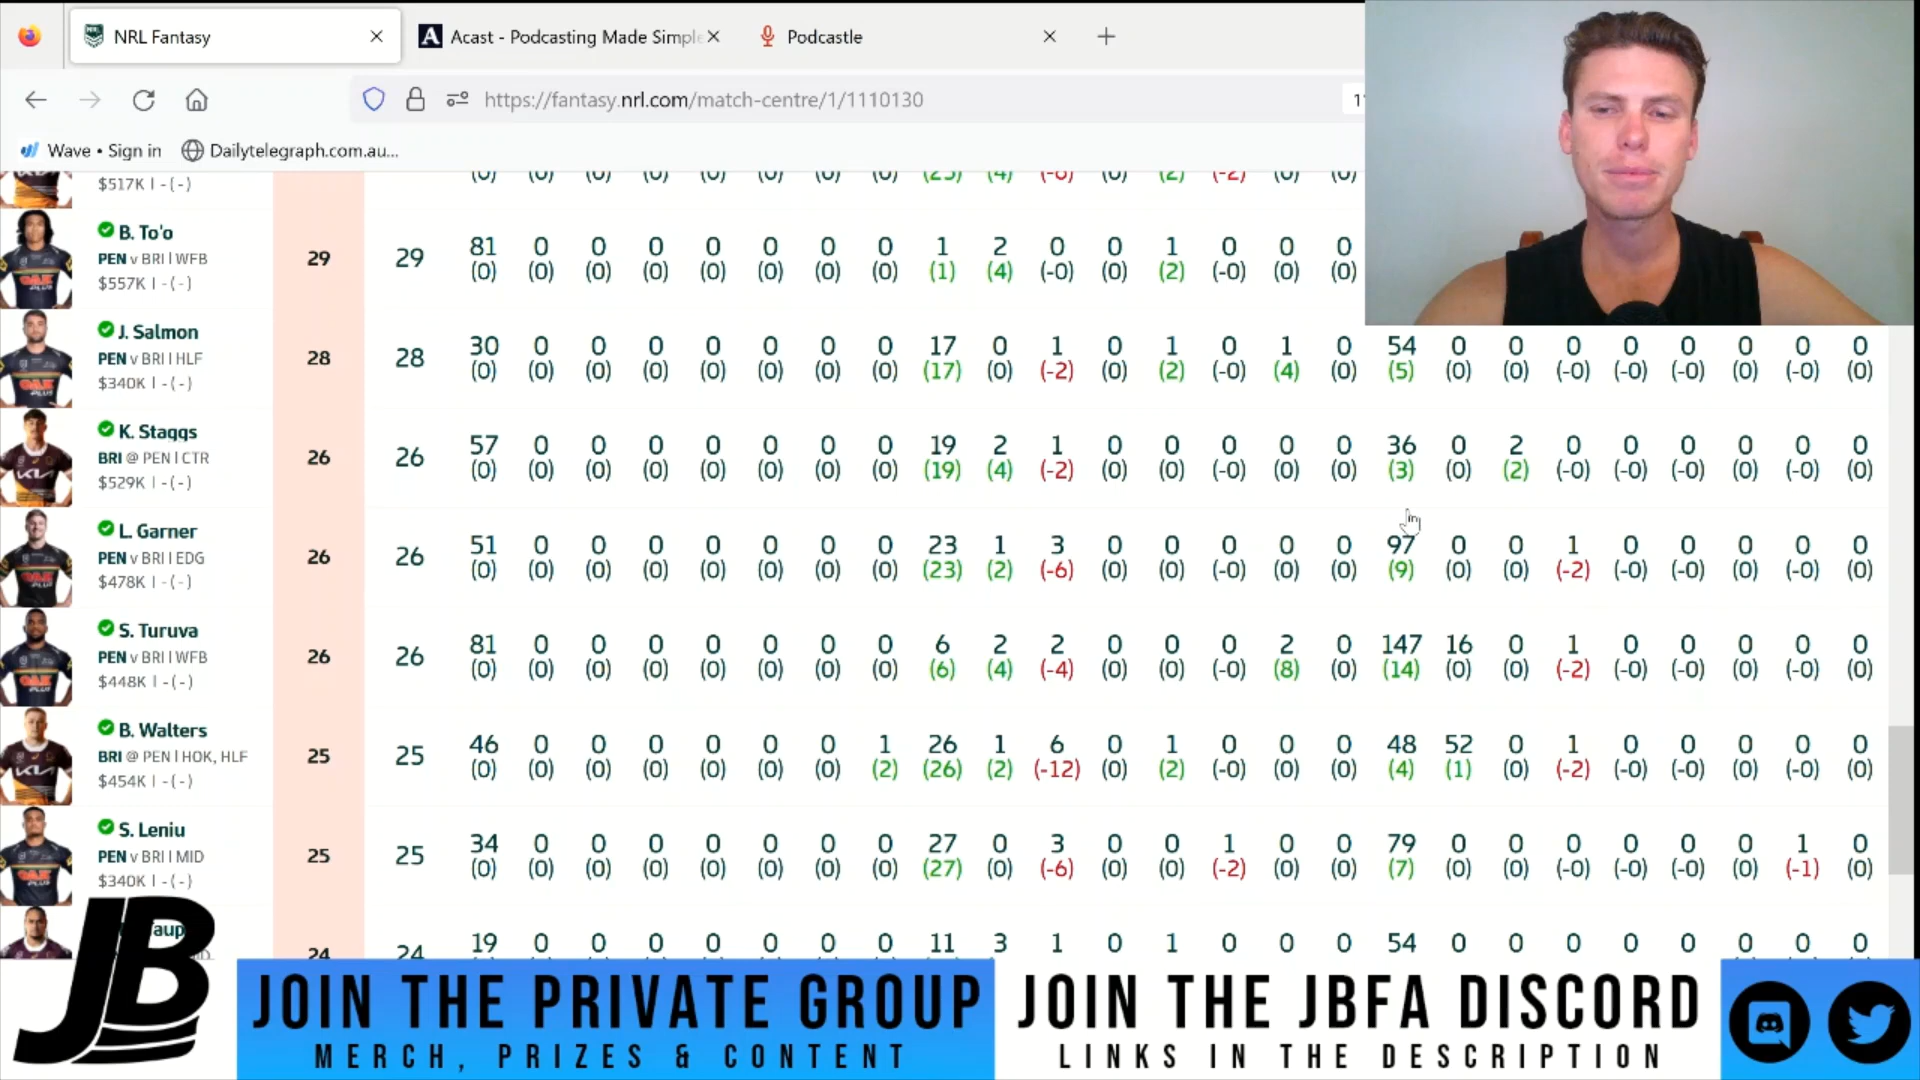 NRL Fantasy
Acast - Podcasting Made Simple
Podcastle
https://fantasy.nrl.com/match-centre/1/1110130
Wave • Sign in
Dailytelegraph.com.au...
$517K | - (-)
(0) (0) (0) (0) (0) (0) (0) (0) (25) (4) (-6) (0) (2) (-2) (0) (0)
B. To'o
PEN v BRI | WFB
$557K | - (-)
29 29 81 0 0 0 0 0 0 0 1 2 0 0 1 0 0 0
(0) (0) (0) (0) (0) (0) (0) (0) (1) (4) (-0) (0) (2) (-0) (0) (0)
J. Salmon
PEN v BRI | HLF
$340K | - (-)
28 28 30 0 0 0 0 0 0 0 17 0 1 0 1 0 1 0 54 0 0 0 0 0 0 0 0
(0) (0) (0) (0) (0) (0) (0) (0) (17) (0) (-2) (0) (2) (-0) (4) (0) (5) (0) (0) (-0) (-0) (-0) (0) (-0) (0)
K. Staggs
BRI @ PEN | CTR
$529K | - (-)
26 26 57 0 0 0 0 0 0 0 19 2 1 0 0 0 0 0 36 0 2 0 0 0 0 0 0
(0) (0) (0) (0) (0) (0) (0) (0) (19) (4) (-2) (0) (0) (-0) (0) (0) (3) (0) (2) (-0) (-0) (-0) (0) (-0) (0)
L. Garner
PEN v BRI | EDG
$478K | - (-)
26 26 51 0 0 0 0 0 0 0 23 1 3 0 0 0 0 0 97 0 0 1 0 0 0 0 0
(0) (0) (0) (0) (0) (0) (0) (0) (23) (2) (-6) (0) (0) (-0) (0) (0) (9) (0) (0) (-2) (-0) (-0) (0) (-0) (0)
S. Turuva
PEN v BRI | WFB
$448K | - (-)
26 26 81 0 0 0 0 0 0 0 6 2 2 0 0 0 2 0 147 16 0 1 0 0 0 0 0
(0) (0) (0) (0) (0) (0) (0) (0) (6) (4) (-4) (0) (0) (-0) (8) (0) (14) (0) (0) (-2) (-0) (-0) (0) (-0) (0)
B. Walters
BRI @ PEN | HOK, HLF
$454K | - (-)
25 25 46 0 0 0 0 0 0 1 26 1 6 0 1 0 0 0 48 52 0 1 0 0 0 0 0
(0) (0) (0) (0) (0) (0) (0) (2) (26) (2) (-12) (0) (2) (-0) (0) (0) (4) (1) (0) (-2) (-0) (-0) (0) (-0) (0)
S. Leniu
PEN v BRI | MID
$340K | - (-)
25 25 34 0 0 0 0 0 0 0 27 0 3 0 0 1 0 0 79 0 0 0 0 0 0 1 0
(0) (0) (0) (0) (0) (0) (0) (0) (27) (0) (-6) (0) (0) (-2) (0) (0) (7) (0) (0) (-0) (-0) (-0) (0) (-1) (0)
24 24 19 0 0 0 0 0 0 0 11 3 1 0 1 0 0 0 54 0 0 0 0 0 0 0 0
JB
JOIN THE PRIVATE GROUP
MERCH, PRIZES & CONTENT
JOIN THE JBFA DISCORD
LINKS IN THE DESCRIPTION